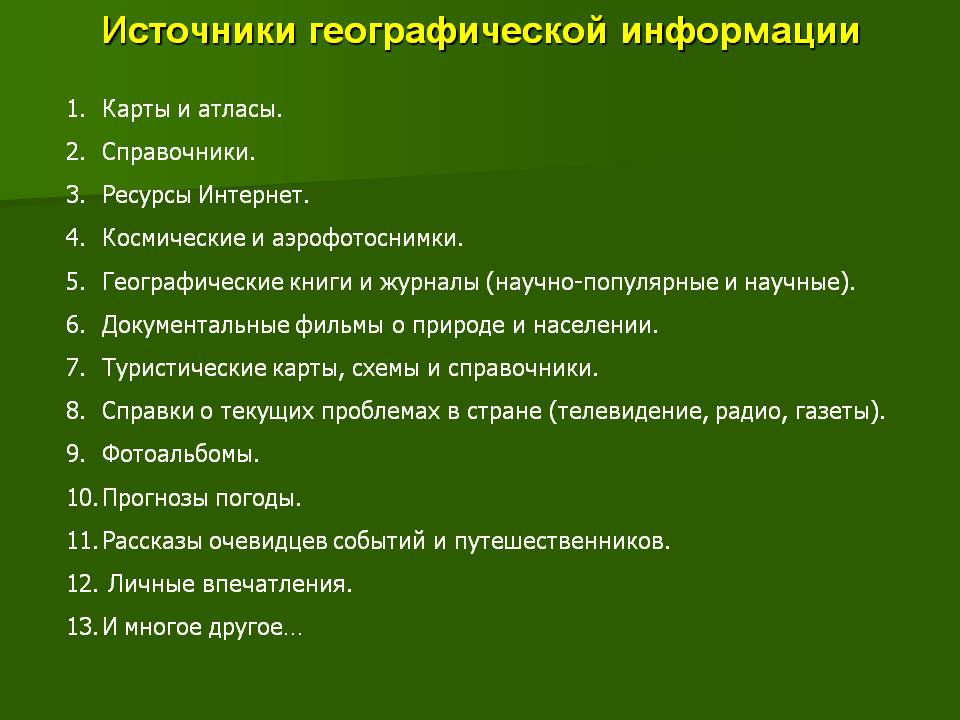 Источники географической информации
1. Карты и атласы.
2. Справочники.
3. Ресурсы Интернет.
4. Космические и аэрофотоснимки.
5. Географические книги и журналы (научно-популярные и научные).
6. Документальные фильмы о природе и населении.
7. Туристические карты, схемы и справочники.
8. Справки о текущих проблемах в стране (телевидение, радио, газеты).
9. Фотоальбомы.
10. Прогнозы погоды.
11. Рассказы очевидцев событий и путешественников.
12. Личные впечатления.
13. И многое другое…